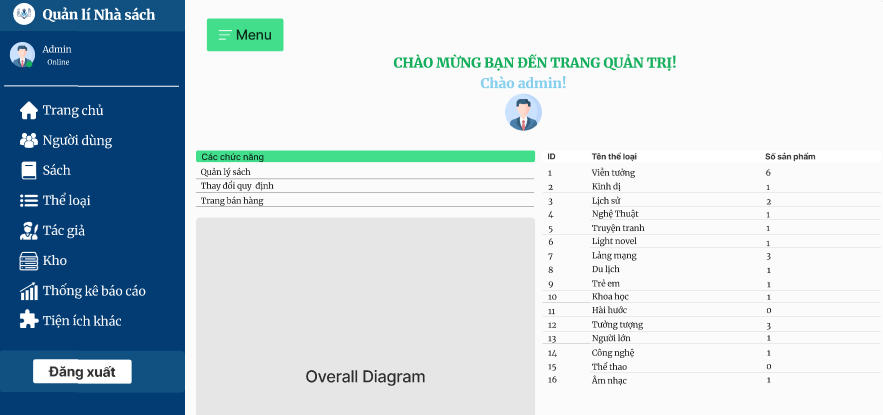 Quản lí Nhà sách
Admin
Online
Trang chủ
Người dùng
Sách
Thể loại
Tác giả
Kho
Thống kê báo cáo
Tiện ích khác
Đăng xuất
Menu
CHÀO MỪNG BẠN ĐẾN TRANG QUẢN TRỊ!
Chào admin!
Các chức năng
Quản lý sách
Thay đổi quy định
Trang bán hàng
Overall Diagram
ID Tên thể loại Số sản phẩm
1 Viễn tưởng 6
2 Kinh dị 1
3 Lịch sử 2
4 Nghệ Thuật 1
5 Truyện tranh 1
6 Light novel 1
7 Lảng mạng 3
8 Du lịch 1
9 Trẻ em 1
10 Khoa học 1
11 Hài hước 0
12 Tưởng tượng 3
13 Người lớn 1
14 Công nghệ 1
15 Thể thao 0
16 Âm nhạc 1